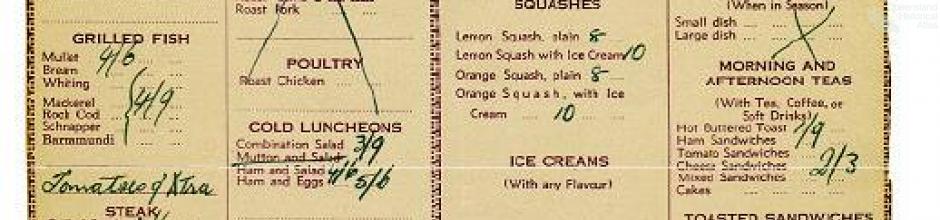 GRILLED FISH
Mullet 4/6
Bream
Whiting
Mackerel 4/9
Rock Cod
Schnapper
Barramundi
Tomatoes 9 Xtra
STEAK
Roast Pork
POULTRY
Roast Chicken
COLD LUNCHEONS
Combination Salad 3/9
Mutton and Salad
Ham and Salad 4/6
Ham and Eggs 5/6
SQUASHES
Lemon Squash, plain 8
Lemon Squash with Ice Cream 10
Orange Squash, plain 8
Orange Squash, with Ice
Cream 10
ICE CREAMS
(With any Flavour)
(When in Season)
Small dish
Large dish
MORNING AND
AFTERNOON TEAS
(With Tea, Coffee, or
Soft Drinks)
Hot Buttered Toast 1/9
Ham Sandwiches
Tomato Sandwiches
Cheese Sandwiches 2/3
Mixed Sandwiches
Cakes
TOASTED SANDWICHES